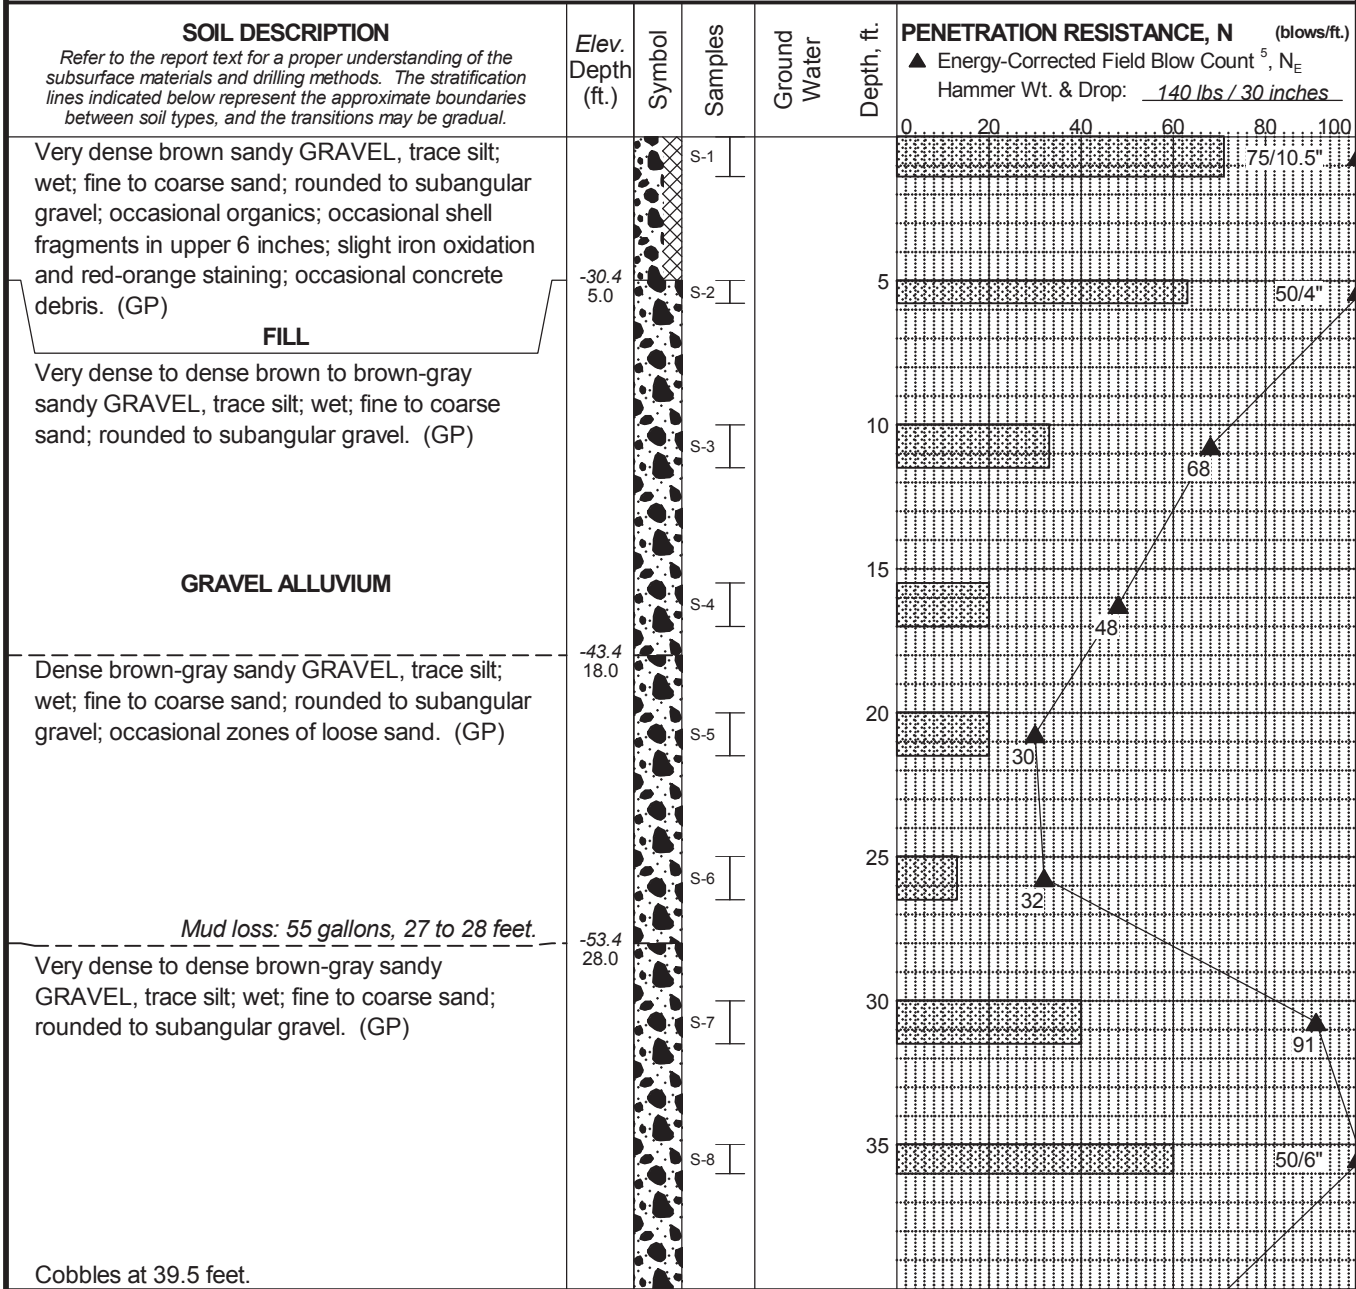 SOIL DESCRIPTION
Refer to the report text for a proper understanding of the
subsurface materials and drilling methods. The stratification
lines indicated below represent the approximate boundaries
between soil types, and the transitions may be gradual.
Elev.
Depth
(ft.)
Symbol
Samples
Ground
Water
Depth, ft.
PENETRATION RESISTANCE, N (blows/ft.)
▲ Energy-Corrected Field Blow Count 5, NE
Hammer Wt. & Drop: 140 lbs / 30 inches
0 20 40 60 80 100
Very dense brown sandy GRAVEL, trace silt;
wet; fine to coarse sand; rounded to subangular
gravel; occasional organics; occasional shell
fragments in upper 6 inches; slight iron oxidation
and red-orange staining; occasional concrete
debris. (GP)
FILL
-30.4
5.0
S-1
75/10.5"
S-2
5
50/4"
Very dense to dense brown to brown-gray
sandy GRAVEL, trace silt; wet; fine to coarse
sand; rounded to subangular gravel. (GP)
S-3
10
68
GRAVEL ALLUVIUM
15
S-4
48
-43.4
18.0
Dense brown-gray sandy GRAVEL, trace silt;
wet; fine to coarse sand; rounded to subangular
gravel; occasional zones of loose sand. (GP)
S-5
20
30
S-6
25
32
Mud loss: 55 gallons, 27 to 28 feet.
-53.4
28.0
Very dense to dense brown-gray sandy
GRAVEL, trace silt; wet; fine to coarse sand;
rounded to subangular gravel. (GP)
S-7
30
91
S-8
35
50/6"
Cobbles at 39.5 feet.